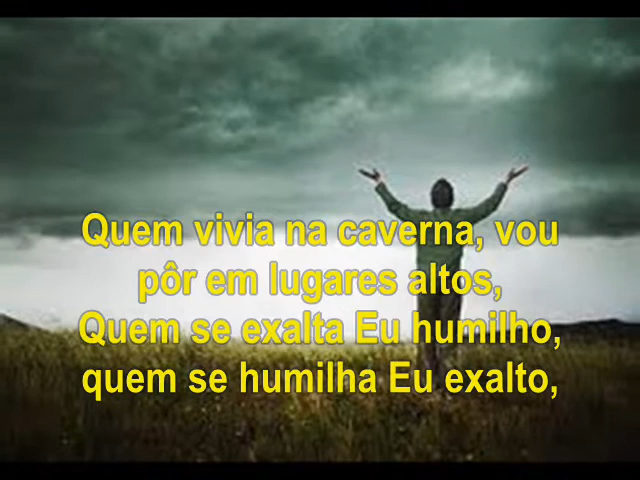 Quem vivia na caverna, vou
pôr em lugares altos,
Quem se exalta Eu humilho,
quem se humilha Eu exalto,